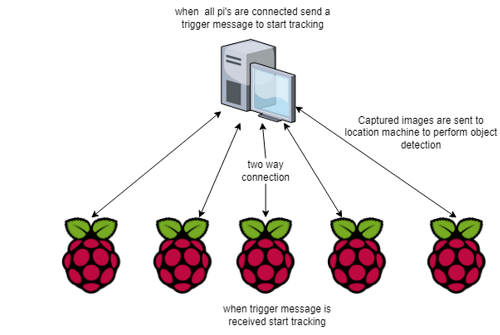 when all pi's are connected send a
trigger message to start tracking
Captured images are sent to
location machine to perform object
detection
two way
connection
when trigger message is
received start tracking